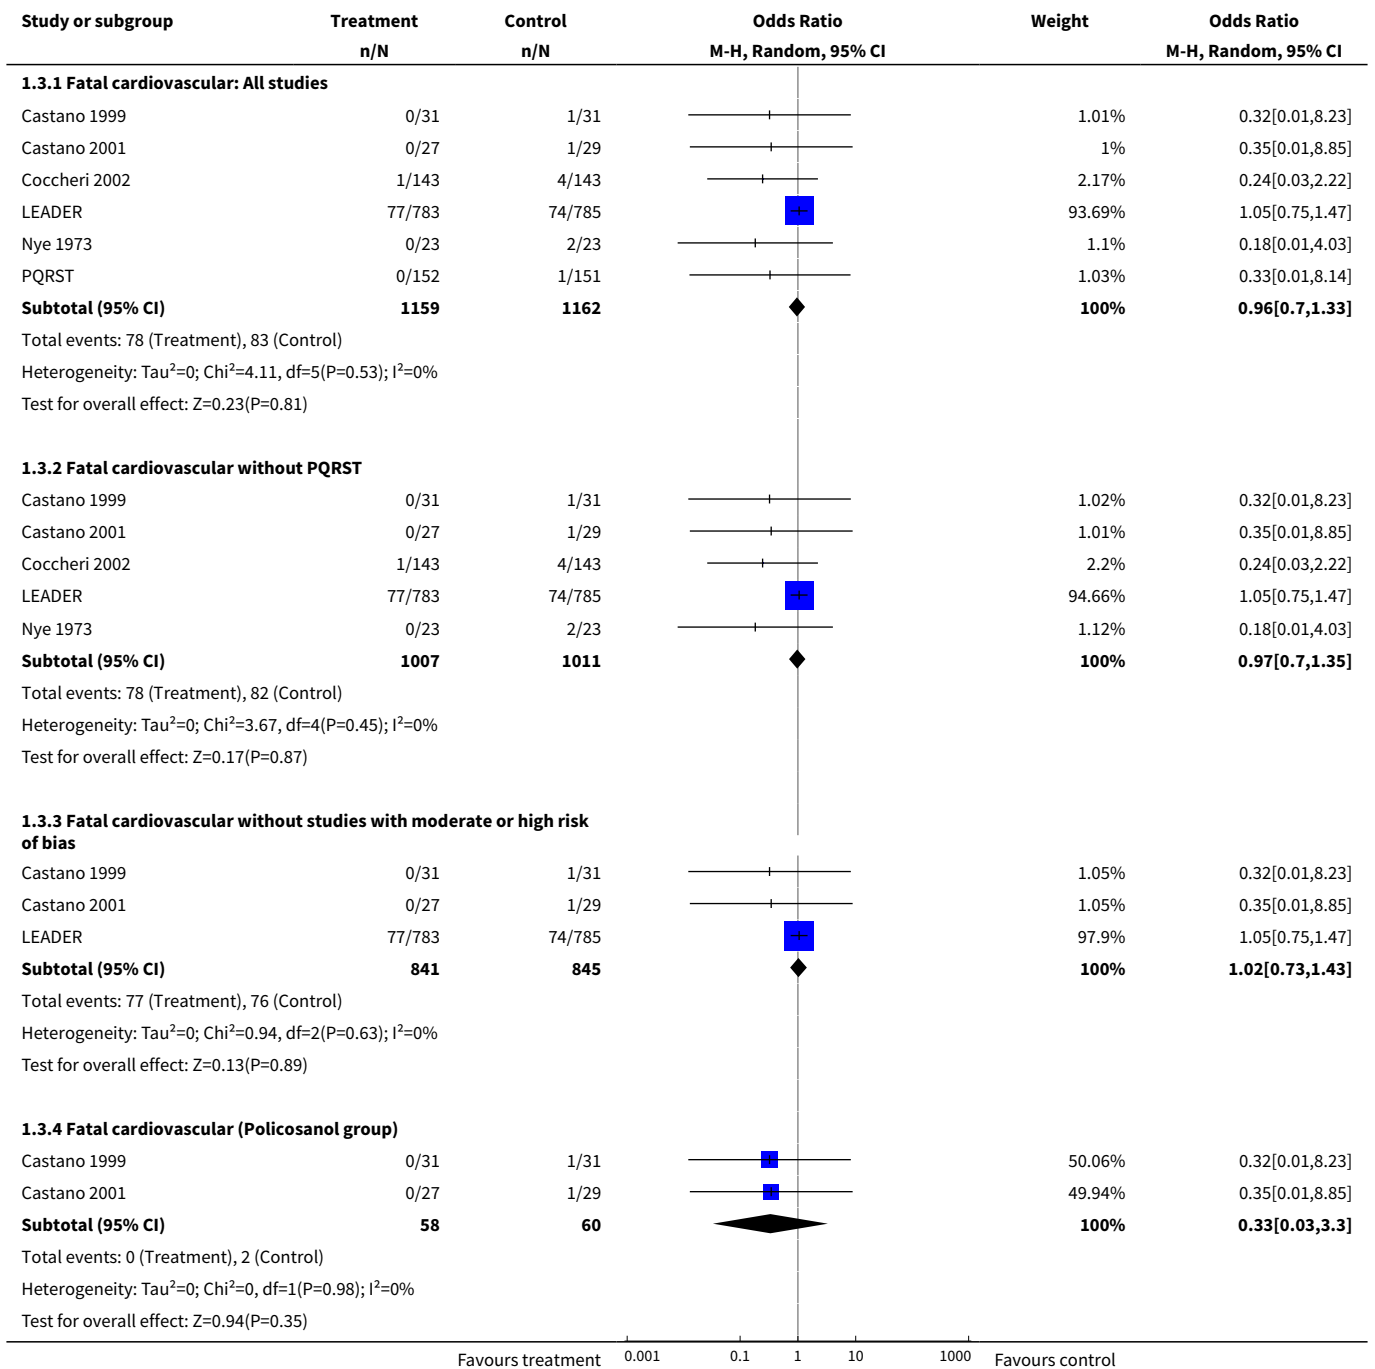 Study or subgroup Treatment Control Odds Ratio Weight Odds Ratio
n/N n/N M-H, Random, 95% CI M-H, Random, 95% CI
1.3.1 Fatal cardiovascular: All studies
Castano 1999 0/31 1/31 1.01% 0.32[0.01,8.23]
Castano 2001 0/27 1/29 1% 0.35[0.01,8.85]
Coccheri 2002 1/143 4/143 2.17% 0.24[0.03,2.22]
LEADER 77/783 74/785 93.69% 1.05[0.75,1.47]
Nye 1973 0/23 2/23 1.1% 0.18[0.01,4.03]
PQRST 0/152 1/151 1.03% 0.33[0.01,8.14]
Subtotal (95% CI) 1159 1162 100% 0.96[0.7,1.33]
Total events: 78 (Treatment), 83 (Control)
Heterogeneity: Tau²=0; Chi²=4.11, df=5(P=0.53); I²=0%
Test for overall effect: Z=0.23(P=0.81)
1.3.2 Fatal cardiovascular without PQRST
Castano 1999 0/31 1/31 1.02% 0.32[0.01,8.23]
Castano 2001 0/27 1/29 1.01% 0.35[0.01,8.85]
Coccheri 2002 1/143 4/143 2.2% 0.24[0.03,2.22]
LEADER 77/783 74/785 94.66% 1.05[0.75,1.47]
Nye 1973 0/23 2/23 1.12% 0.18[0.01,4.03]
Subtotal (95% CI) 1007 1011 100% 0.97[0.7,1.35]
Total events: 78 (Treatment), 82 (Control)
Heterogeneity: Tau²=0; Chi²=3.67, df=4(P=0.45); I²=0%
Test for overall effect: Z=0.17(P=0.87)
1.3.3 Fatal cardiovascular without studies with moderate or high risk
of bias
Castano 1999 0/31 1/31 1.05% 0.32[0.01,8.23]
Castano 2001 0/27 1/29 1.05% 0.35[0.01,8.85]
LEADER 77/783 74/785 97.9% 1.05[0.75,1.47]
Subtotal (95% CI) 841 845 100% 1.02[0.73,1.43]
Total events: 77 (Treatment), 76 (Control)
Heterogeneity: Tau²=0; Chi²=0.94, df=2(P=0.63); I²=0%
Test for overall effect: Z=0.13(P=0.89)
1.3.4 Fatal cardiovascular (Policosanol group)
Castano 1999 0/31 1/31 50.06% 0.32[0.01,8.23]
Castano 2001 0/27 1/29 49.94% 0.35[0.01,8.85]
Subtotal (95% CI) 58 60 100% 0.33[0.03,3.3]
Total events: 0 (Treatment), 2 (Control)
Heterogeneity: Tau²=0; Chi²=0, df=1(P=0.98); I²=0%
Test for overall effect: Z=0.94(P=0.35)
Favours treatment 0.001 0.1 1 10 1000 Favours control